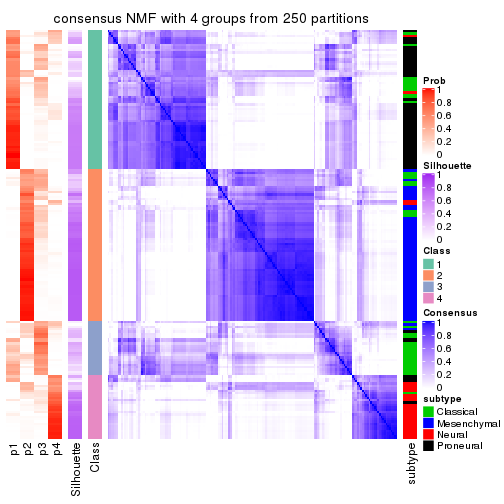 consensus NMF with 4 groups from 250 partitions
Prob
1
0.8
0.6
0.4
0.2
0
Silhouette
1
0.8
0.6
0.4
0.2
0
Class
1
2
3
4
Consensus
1
0.8
0.6
0.4
0.2
0
subtype
Classical
Mesenchymal
Neural
Proneural
p1
p2
p3
p4
Silhouette
Class
subtype